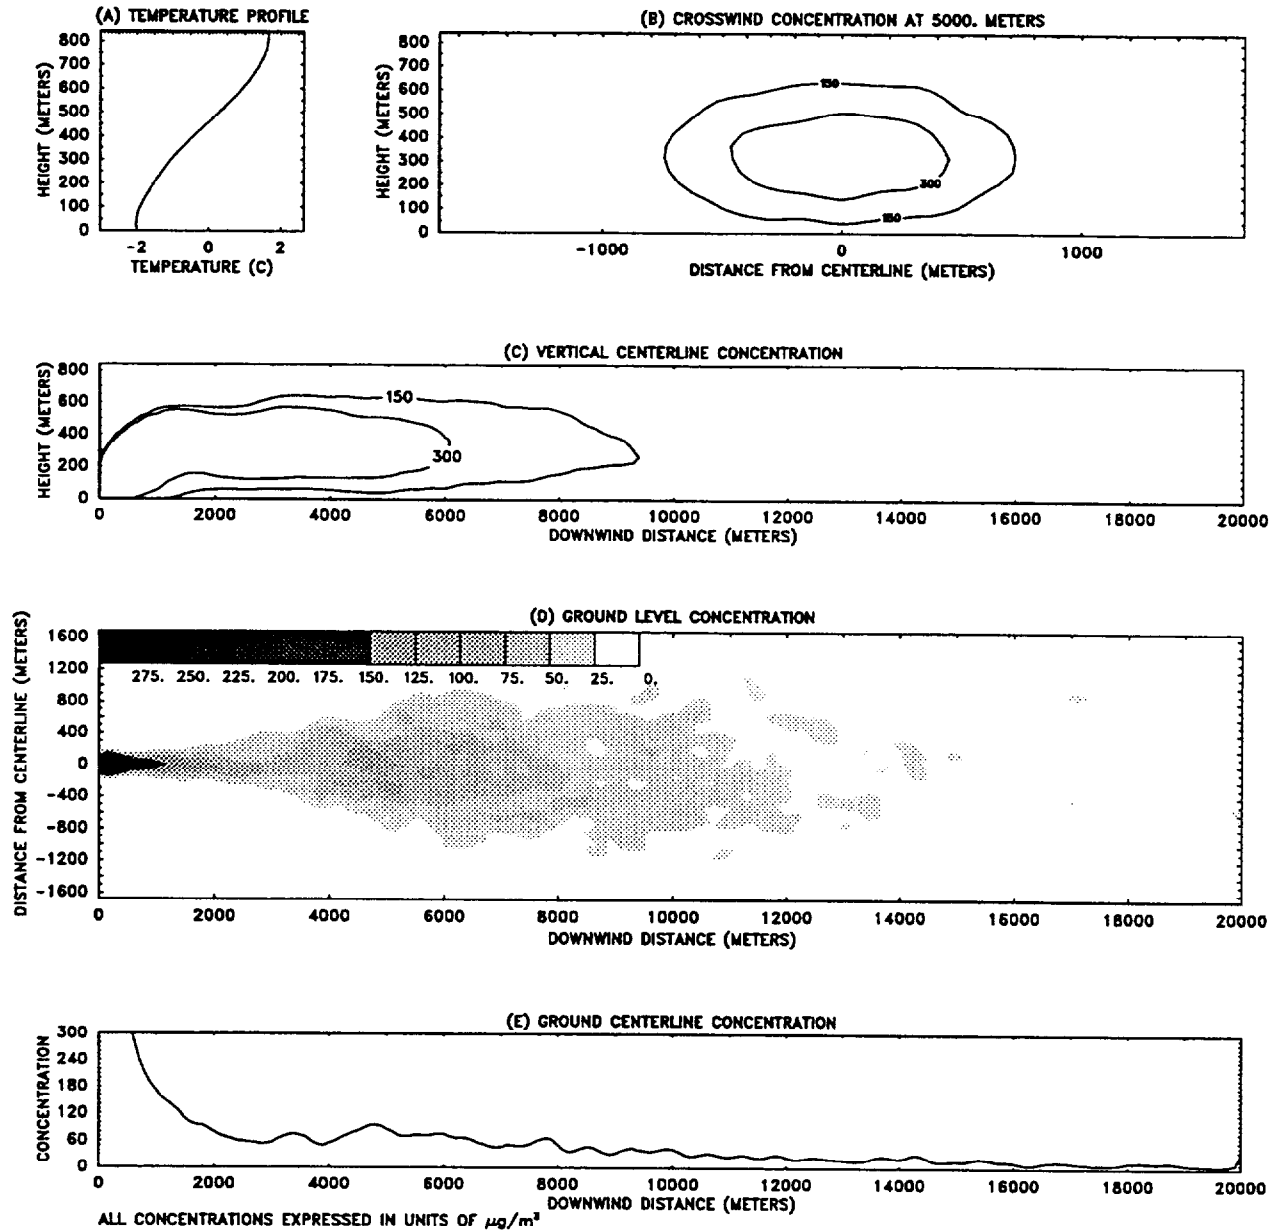 (A) TEMPERATURE PROFILE
800
700
600
500
400
300
200
100
0
HEIGHT (METERS)
-2 0 2
TEMPERATURE (C)
(B) CROSSWIND CONCENTRATION AT 5000. METERS
800
700
600
500
400
300
200
100
0
HEIGHT (METERS)
150
300
150
-1000 0 1000
DISTANCE FROM CENTERLINE (METERS)
(C) VERTICAL CENTERLINE CONCENTRATION
800
600
400
200
0
HEIGHT (METERS)
150
300
0 2000 4000 6000 8000 10000 12000 14000 16000 18000 20000
DOWNWIND DISTANCE (METERS)
(D) GROUND LEVEL CONCENTRATION
1600
1200
800
400
0
-400
-800
-1200
-1600
DISTANCE FROM CENTERLINE (METERS)
275. 250. 225. 200. 175. 150. 125. 100. 75. 50. 25. 0.
0 2000 4000 6000 8000 10000 12000 14000 16000 18000 20000
DOWNWIND DISTANCE (METERS)
(E) GROUND CENTERLINE CONCENTRATION
300
240
180
120
60
0
CONCENTRATION
0 2000 4000 6000 8000 10000 12000 14000 16000 18000 20000
DOWNWIND DISTANCE (METERS)
ALL CONCENTRATIONS EXPRESSED IN UNITS OF μg/m³